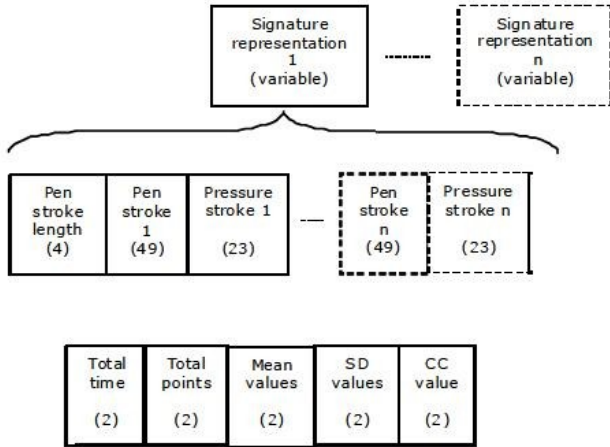 Signature
representation
1
(variable)
Signature
representation
n
(variable)
Pen
stroke
length
(4)
Pen
stroke
1
(49)
Pressure
stroke 1
(23)
Pen
stroke
n
(49)
Pressure
stroke n
(23)
Total
time
(2)
Total
points
(2)
Mean
values
(2)
SD
values
(2)
CC
value
(2)